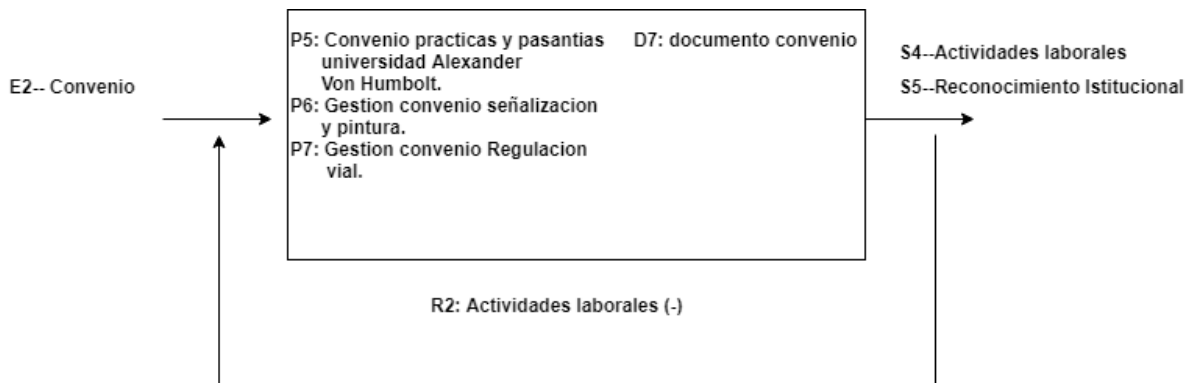 E2-- Convenio
P5: Convenio practicas y pasantias
universidad Alexander
Von Humbolt.
P6: Gestion convenio señalizacion
y pintura.
P7: Gestion convenio Regulacion
vial.
D7: documento convenio
S4--Actividades laborales
S5--Reconocimiento Istitucional
R2: Actividades laborales (-)